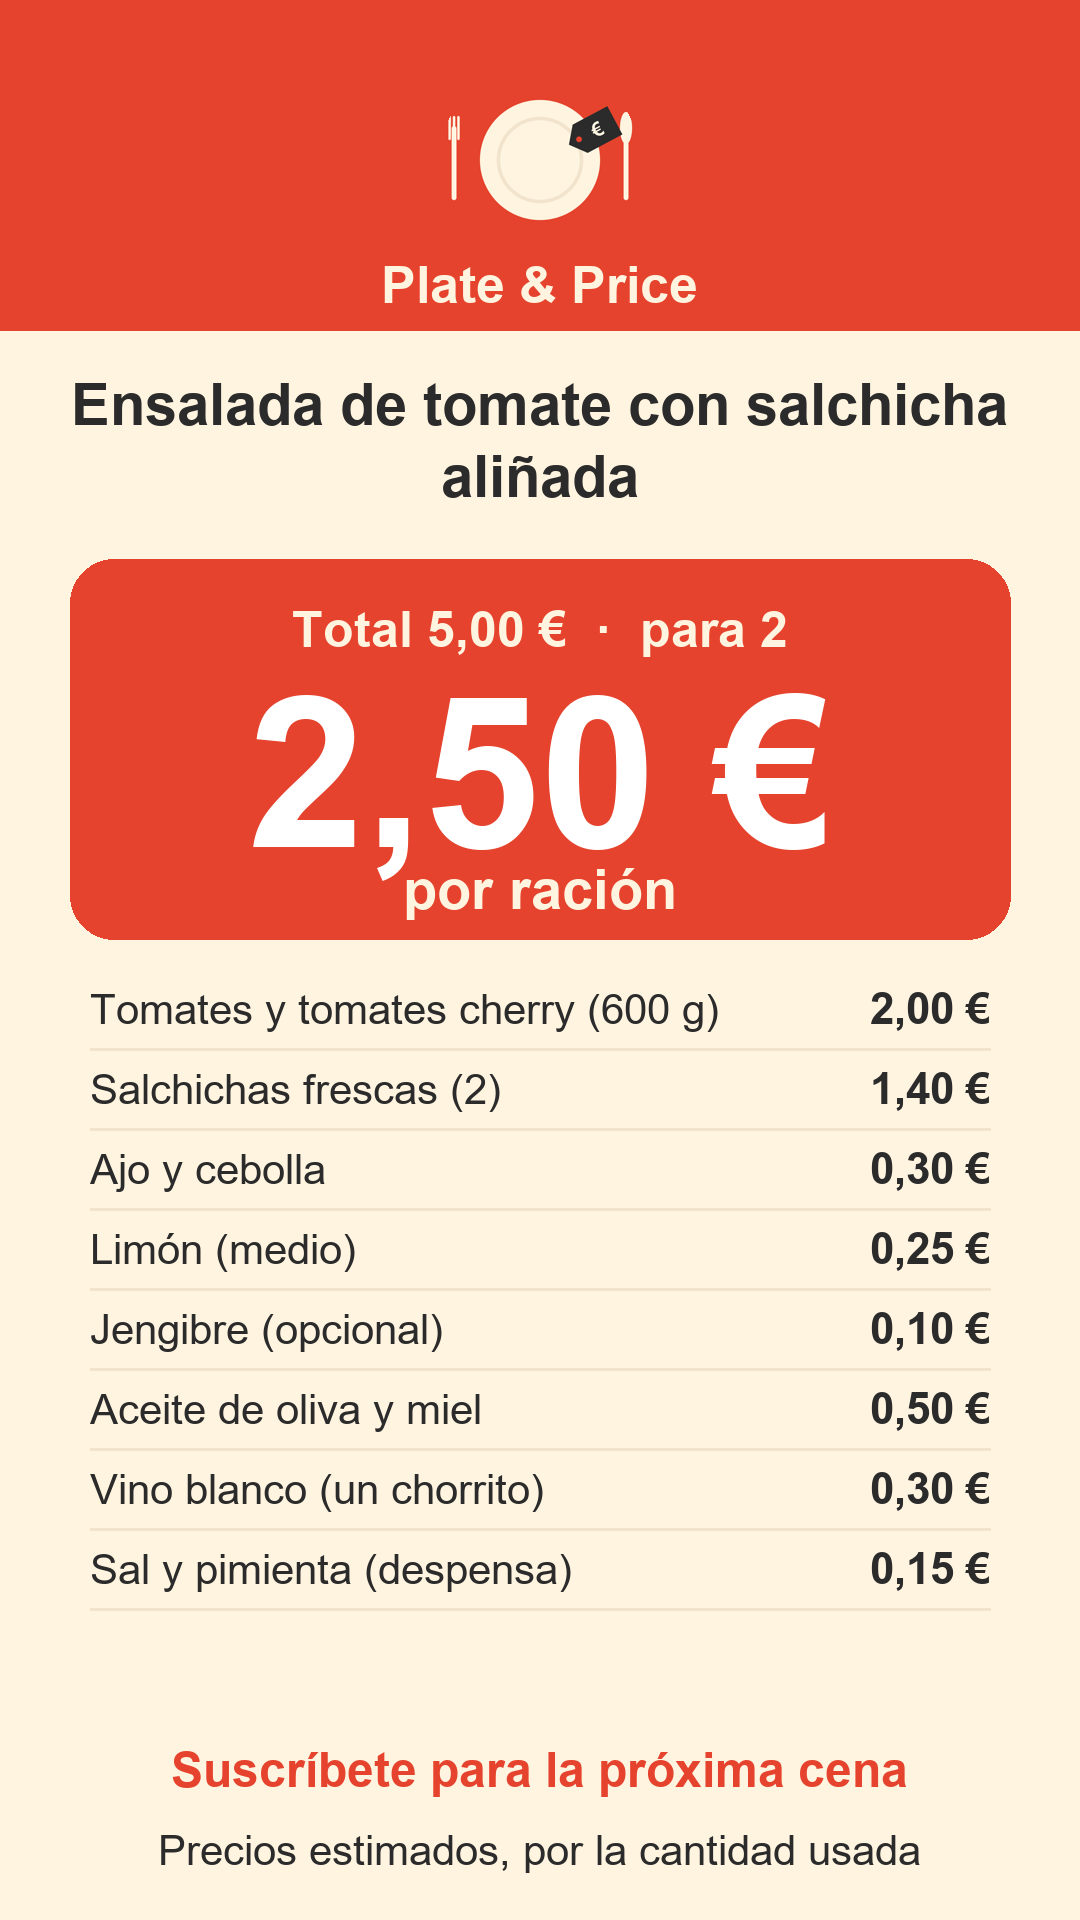 €
Plate & Price
Ensalada de tomate con salchicha
aliñada
Total 5,00 € · para 2
2,50 €
por ración
Tomates y tomates cherry (600 g) 2,00 €
Salchichas frescas (2) 1,40 €
Ajo y cebolla 0,30 €
Limón (medio) 0,25 €
Jengibre (opcional) 0,10 €
Aceite de oliva y miel 0,50 €
Vino blanco (un chorrito) 0,30 €
Sal y pimienta (despensa) 0,15 €
Suscríbete para la próxima cena
Precios estimados, por la cantidad usada